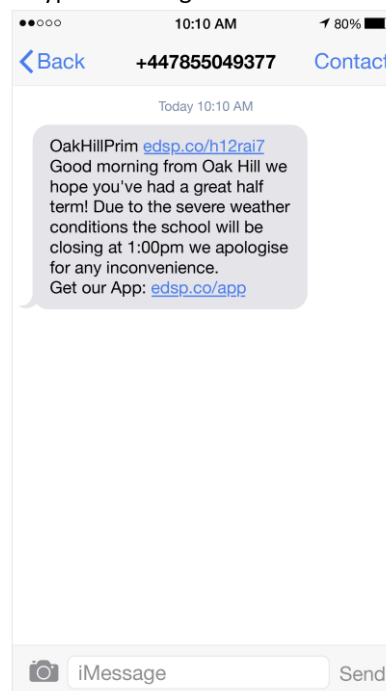 10:10 AM
80%
Back
+447855049377
Contact
Today 10:10 AM
OakHillPrim edsp.co/h12rai7
Good morning from Oak Hill we
hope you've had a great half
term! Due to the severe weather
conditions the school will be
closing at 1:00pm we apologise
for any inconvenience.
Get our App: edsp.co/app
iMessage
Send